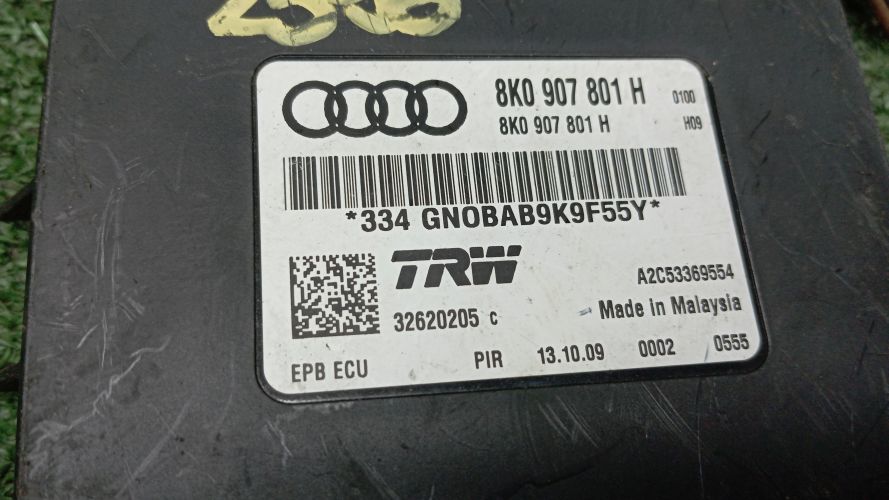 8K0 907 801 H 0100
8K0 907 801 H H09
*334 GNOBAB9K9F55Y*
TRW A2C53369554
32620205 c Made in Malaysia
EPB ECU PIR 13.10.09 0002 0555